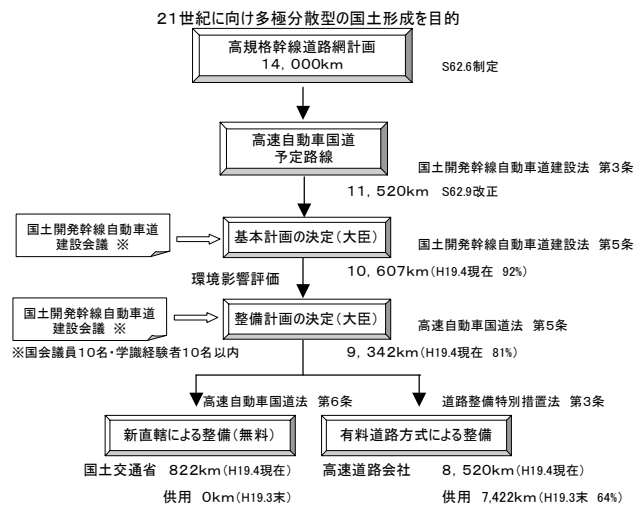 21世紀に向け多極分散型の国土形成を目的
高規格幹線道路網計画
14，000km
S62.6制定
高速自動車国道
予定路線
国土開発幹線自動車道建設法 第3条
11，520km S62.9改正
国土開発幹線自動車道
建設会議 ※
基本計画の決定（大臣）
国土開発幹線自動車道建設法 第5条
10，607km（H19.4現在 92％）
環境影響評価
国土開発幹線自動車道
建設会議 ※
整備計画の決定（大臣）
高速自動車国道法 第5条
※国会議員10名・学識経験者10名以内
9，342km（H19.4現在 81％）
高速自動車国道法 第6条
道路整備特別措置法 第3条
新直轄による整備（無料）
有料道路方式による整備
国土交通省 822km（H19.4現在）
高速道路会社 8，520km（H19.4現在）
供用 0km（H19.3末）
供用 7,422km（H19.3末 64％）